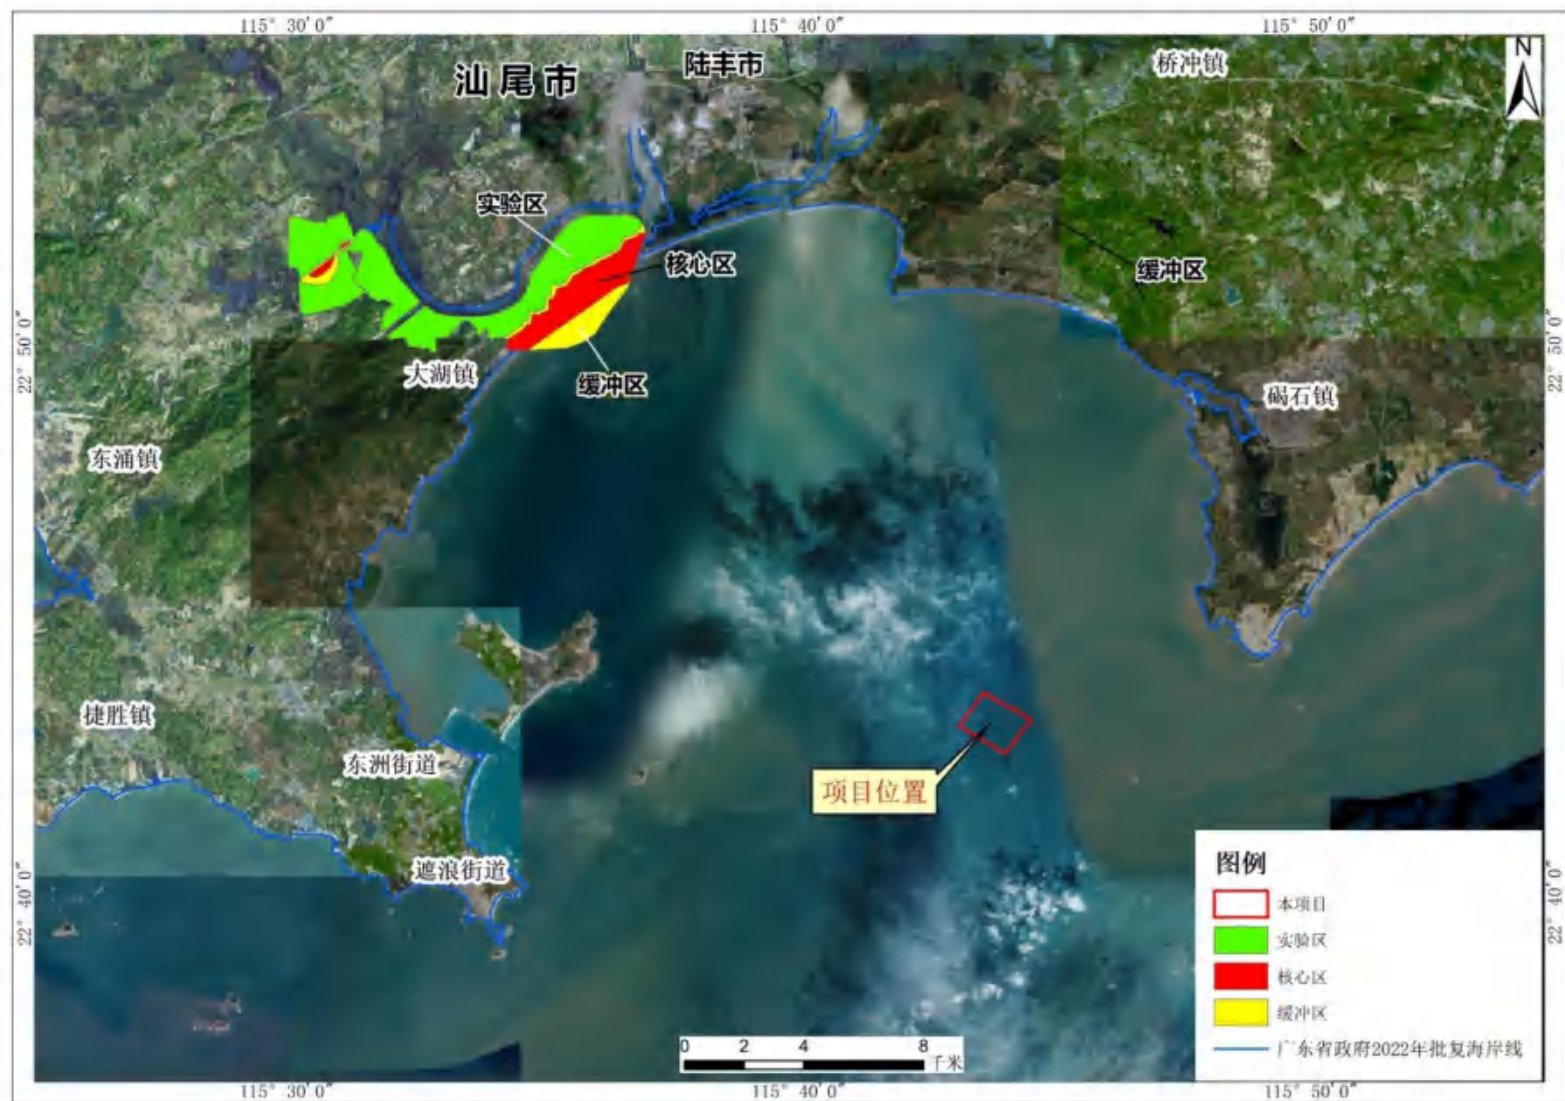 115° 30′ 0″
115° 40′ 0″
115° 50′ 0″
N
汕尾市
陆丰市
桥冲镇
实验区
核心区
缓冲区
缓冲区
大湖镇
碣石镇
东涌镇
捷胜镇
东洲街道
遮浪街道
项目位置
22° 50′ 0″
22° 50′ 0″
22° 40′ 0″
22° 40′ 0″
图例
本项目
实验区
核心区
缓冲区
广东省政府2022年批复海岸线
0 2 4 8
千米
115° 30′ 0″
115° 40′ 0″
115° 50′ 0″